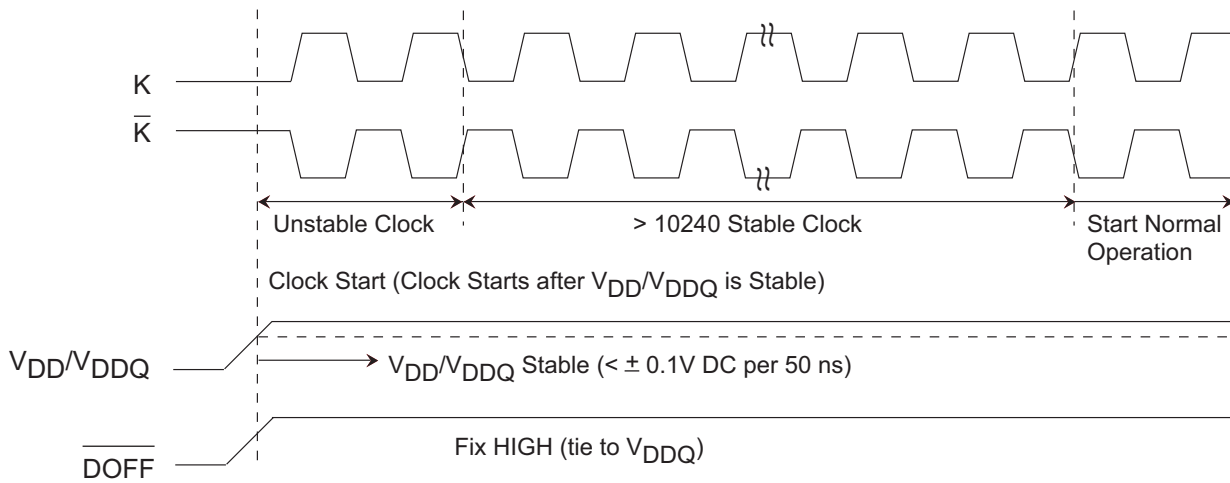 K
K̅
Unstable Clock
> 10240 Stable Clock
Start Normal
Operation
Clock Start (Clock Starts after VDD/VDDQ is Stable)
VDD/VDDQ
VDD/VDDQ Stable (< ± 0.1V DC per 50 ns)
Fix HIGH (tie to VDDQ)
D̅O̅F̅F̅